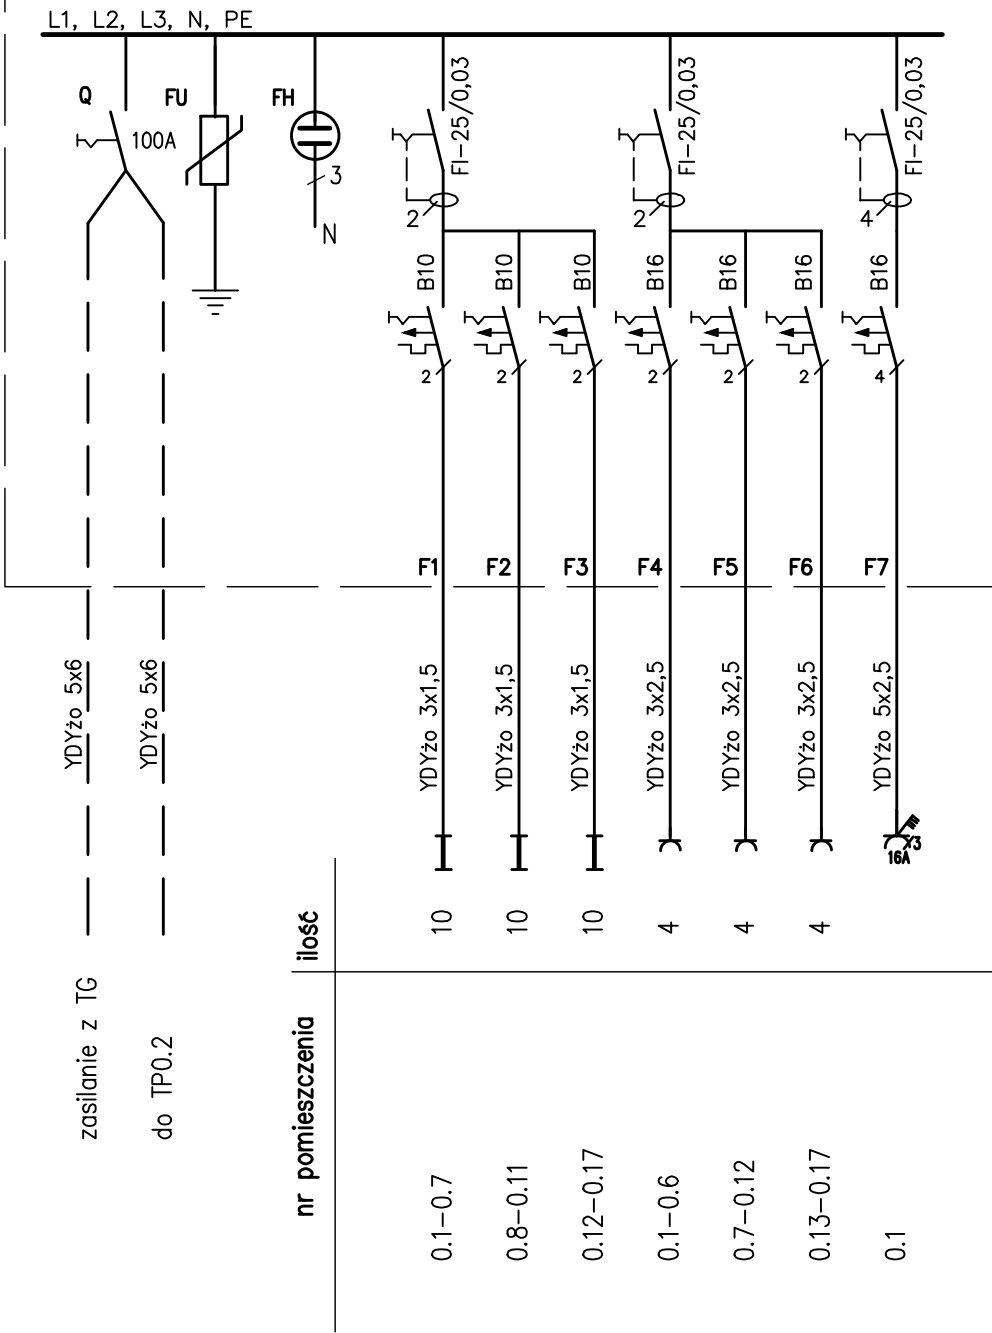 L1, L2, L3, N, PE
Q
100A
FU
FH
3
N
FI-25/0,03
2
FI-25/0,03
2
FI-25/0,03
4
B10
B10
B10
B16
B16
B16
B16
2
2
2
2
2
2
4
F1
F2
F3
F4
F5
F6
F7
YDYżo 5x6
YDYżo 5x6
YDYżo 3x1,5
YDYżo 3x1,5
YDYżo 3x1,5
YDYżo 3x2,5
YDYżo 3x2,5
YDYżo 3x2,5
YDYżo 5x2,5
3
16A
ilość
10
10
10
4
4
4
zasilanie z TG
do TP0.2
nr pomieszczenia
0.1-0.7
0.8-0.11
0.12-0.17
0.1-0.6
0.7-0.12
0.13-0.17
0.1